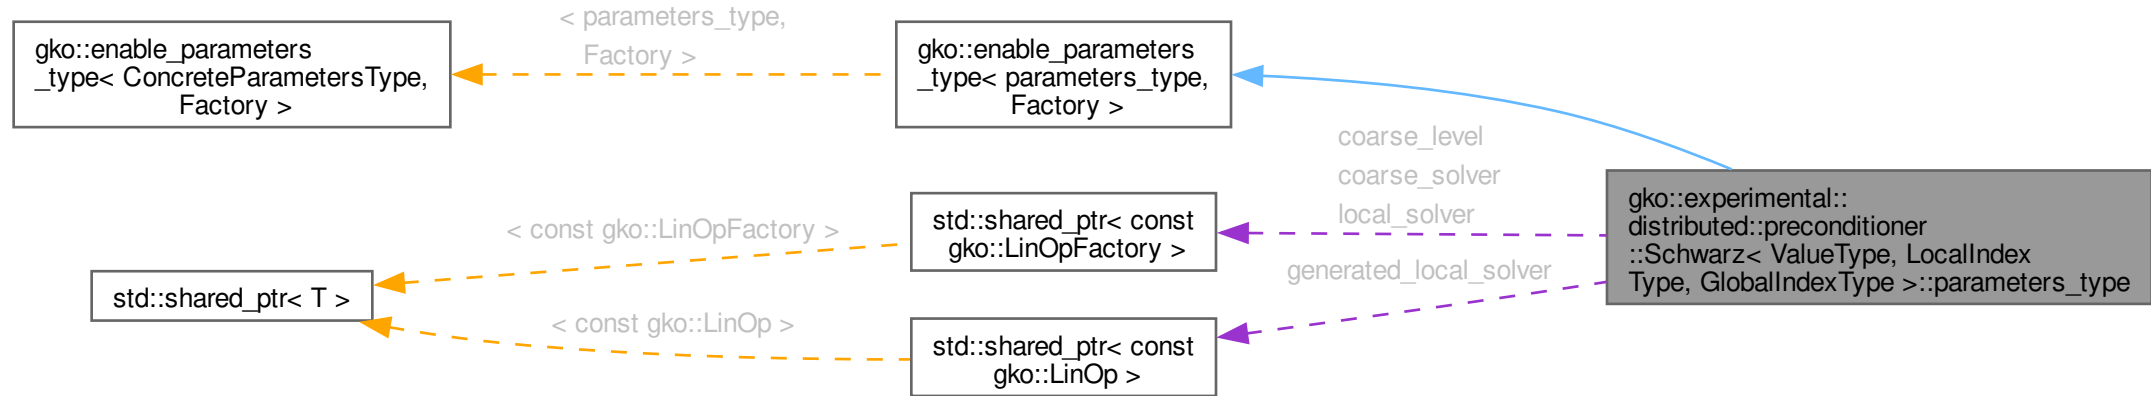 gko::enable_parameters
_type< ConcreteParametersType,
Factory >
< parameters_type,
Factory >
gko::enable_parameters
_type< parameters_type,
Factory >
coarse_level
coarse_solver
local_solver
gko::experimental::
distributed::preconditioner
::Schwarz< ValueType, LocalIndex
Type, GlobalIndexType >::parameters_type
std::shared_ptr< const
gko::LinOpFactory >
< const gko::LinOpFactory >
generated_local_solver
std::shared_ptr< T >
< const gko::LinOp >
std::shared_ptr< const
gko::LinOp >